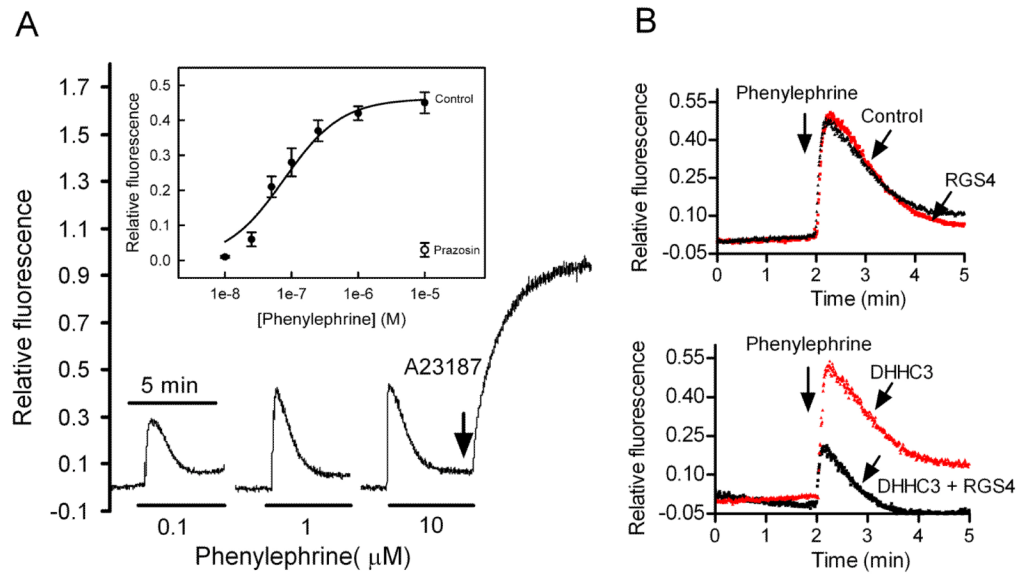 A
Relative fluorescence
1.7
1.5
1.3
1.1
0.9
0.7
0.5
0.3
0.1
-0.1
Relative fluorescence
0.5
0.4
0.3
0.2
0.1
0.0
Control
Prazosin
1e-8 1e-7 1e-6 1e-5
[Phenylephrine] (M)
A23187
5 min
0.1 1 10
Phenylephrine( μM)
B
Relative fluorescence
0.55
0.40
0.25
0.10
-0.05
Phenylephrine
Control
RGS4
0 1 2 3 4 5
Time (min)
Relative fluorescence
0.55
0.40
0.25
0.10
-0.05
Phenylephrine
DHHC3
DHHC3 + RGS4
0 1 2 3 4 5
Time (min)